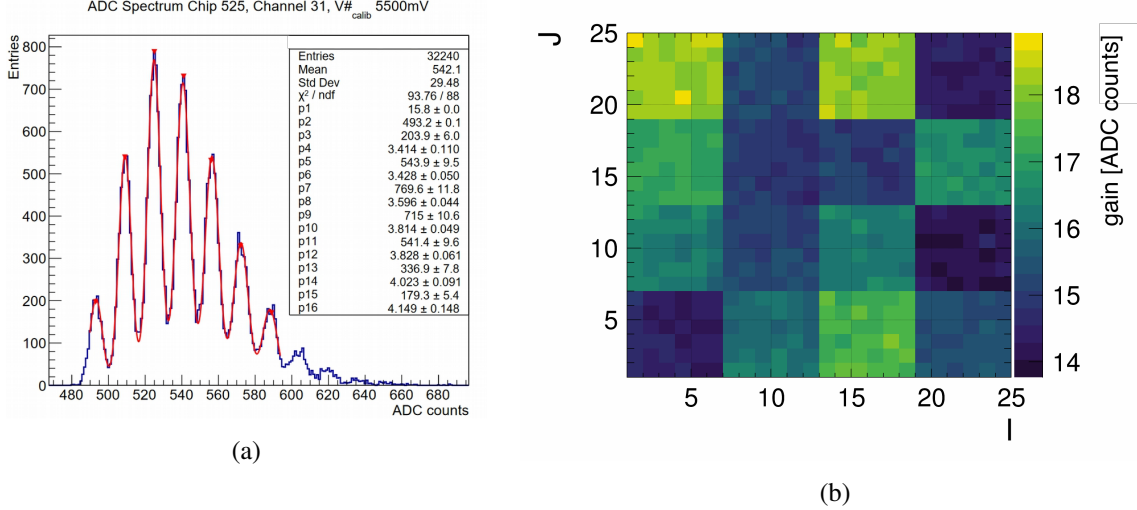 ADC Spectrum Chip 525, Channel 31, V#calib 5500mV
Entries
800
700
600
500
400
300
200
100
0
480 500 520 540 560 580 600 620 640 660 680
ADC counts
Entries 32240
Mean 542.1
Std Dev 29.48
χ² / ndf 93.76 / 88
p1 15.8 ± 0.0
p2 493.2 ± 0.1
p3 203.9 ± 6.0
p4 3.414 ± 0.110
p5 543.9 ± 9.5
p6 3.428 ± 0.050
p7 769.6 ± 11.8
p8 3.596 ± 0.044
p9 715 ± 10.6
p10 3.814 ± 0.049
p11 541.4 ± 9.6
p12 3.828 ± 0.061
p13 336.9 ± 7.8
p14 4.023 ± 0.091
p15 179.3 ± 5.4
p16 4.149 ± 0.148
(a)
J
25
20
15
10
5
5 10 15 20 25
I
18
17
16
15
14
gain [ADC counts]
(b)